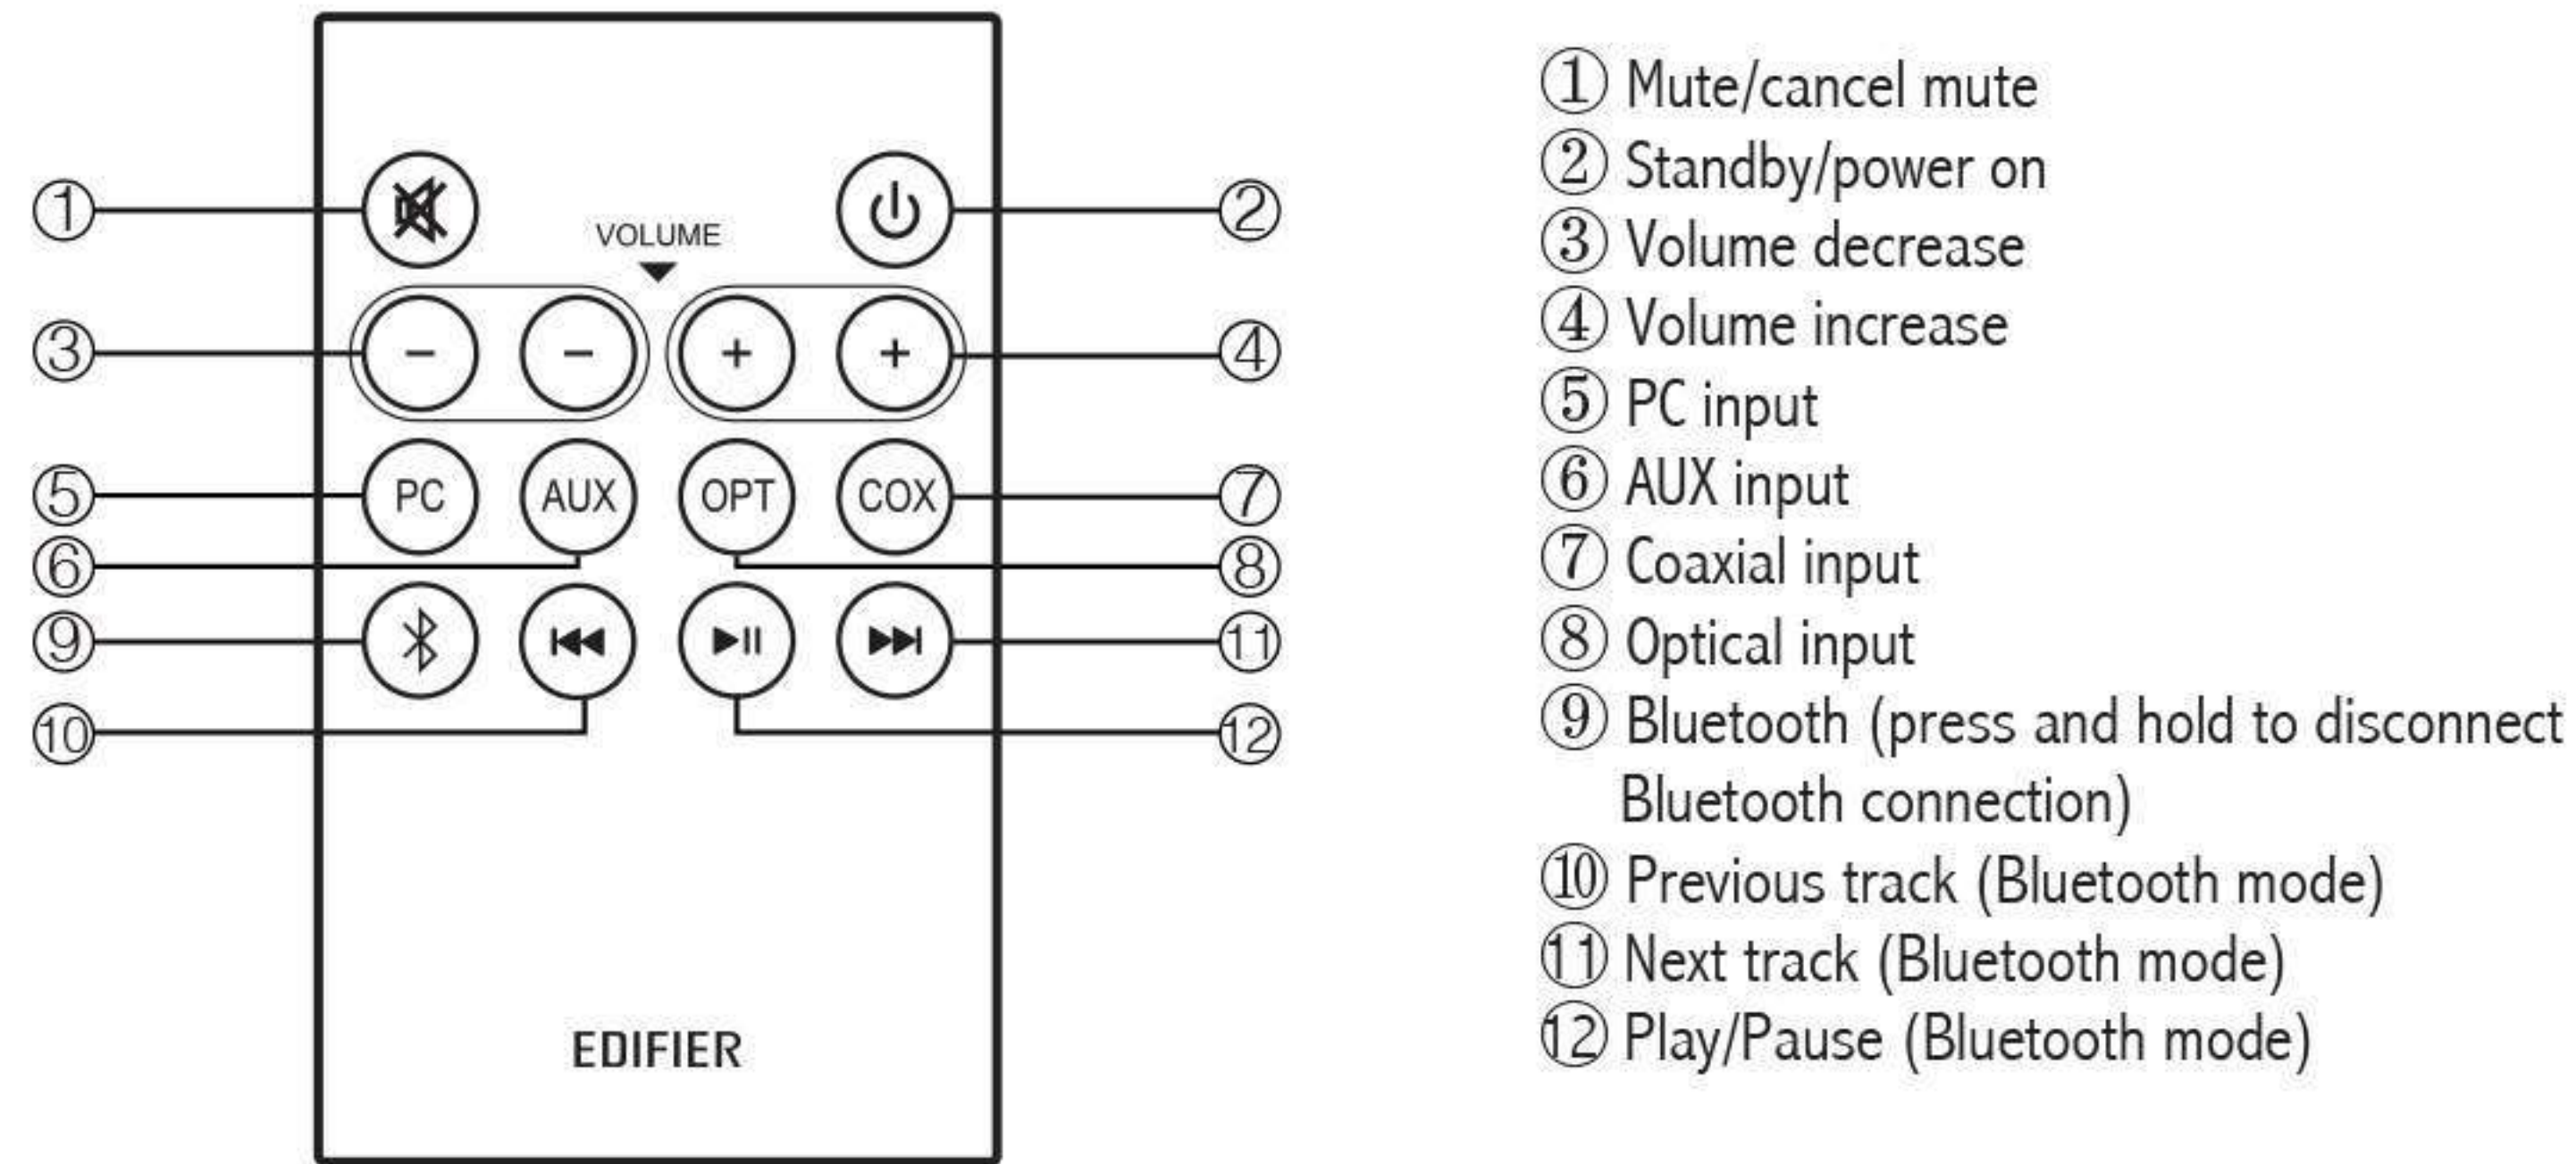 ① ②
VOLUME
③ − − + + ④
⑤ PC AUX OPT COX ⑦
⑥ ⑧
⑨ ⑪
⑩ ⑫
EDIFIER
① Mute/cancel mute
② Standby/power on
③ Volume decrease
④ Volume increase
⑤ PC input
⑥ AUX input
⑦ Coaxial input
⑧ Optical input
⑨ Bluetooth (press and hold to disconnect
Bluetooth connection)
⑩ Previous track (Bluetooth mode)
⑪ Next track (Bluetooth mode)
⑫ Play/Pause (Bluetooth mode)